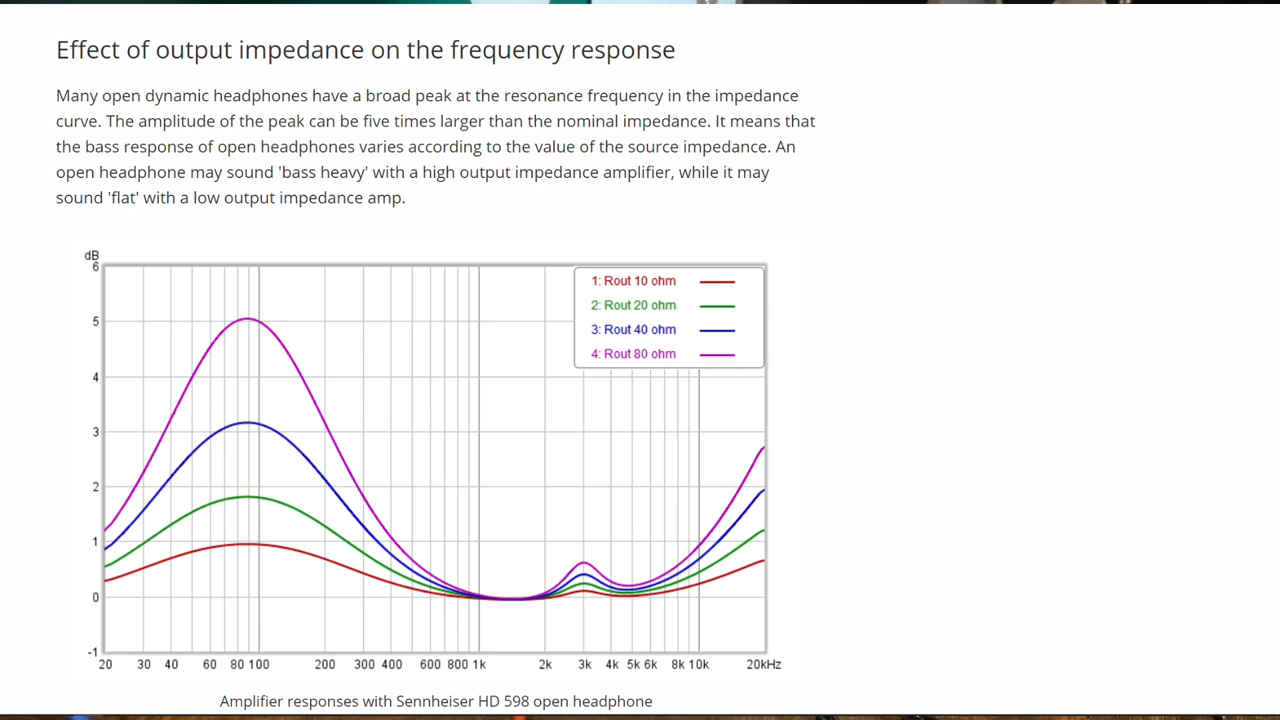 Effect of output impedance on the frequency response
Many open dynamic headphones have a broad peak at the resonance frequency in the impedance
curve. The amplitude of the peak can be five times larger than the nominal impedance. It means that
the bass response of open headphones varies according to the value of the source impedance. An
open headphone may sound 'bass heavy' with a high output impedance amplifier, while it may
sound 'flat' with a low output impedance amp.
dB
6
5
4
3
2
1
0
-1
1: Rout 10 ohm
2: Rout 20 ohm
3: Rout 40 ohm
4: Rout 80 ohm
20 30 40 60 80 100 200 300 400 600 800 1k 2k 3k 4k 5k 6k 8k 10k 20kHz
Amplifier responses with Sennheiser HD 598 open headphone